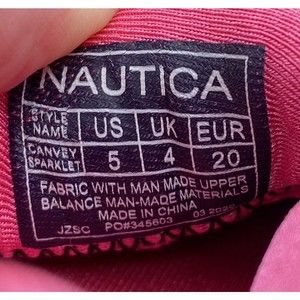 NAUTICA
STYLE NAME US UK EUR
CANVEY SPARKLET 5 4 20
FABRIC WITH MAN MADE UPPER
BALANCE MAN-MADE MATERIALS
MADE IN CHINA
JZSC PO#345603 03